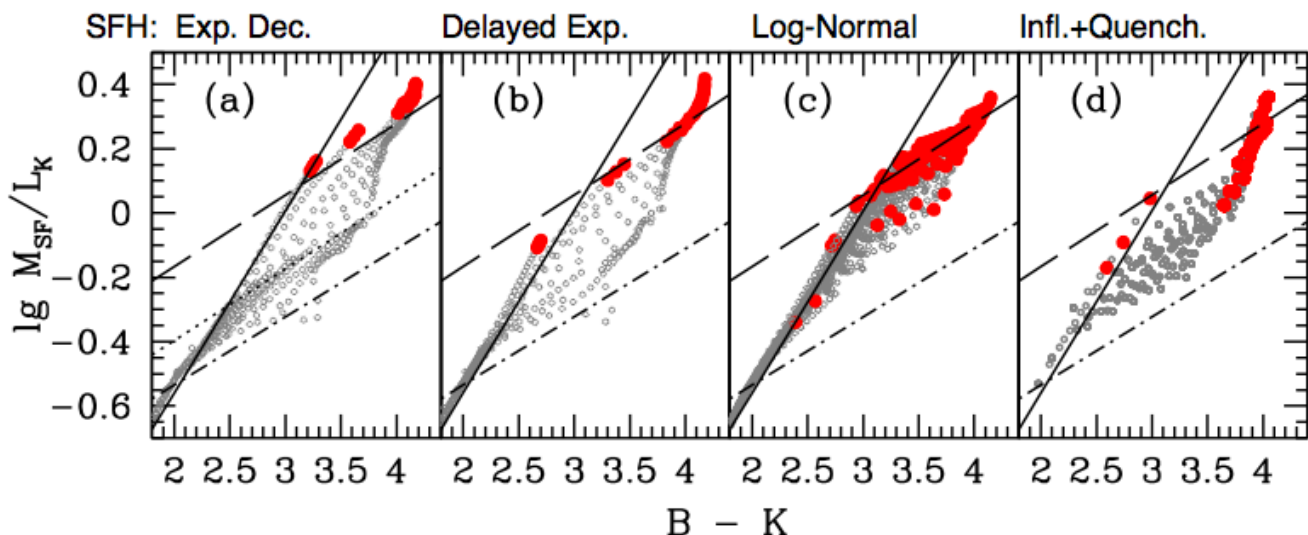 SFH: Exp. Dec. Delayed Exp. Log-Normal Infl.+Quench.
(a) (b) (c) (d)
0.4
0.2
0
-0.2
-0.4
-0.6
lg M_SF/L_K
2 2.5 3 3.5 4 2 2.5 3 3.5 4 2 2.5 3 3.5 4 2 2.5 3 3.5 4
B - K